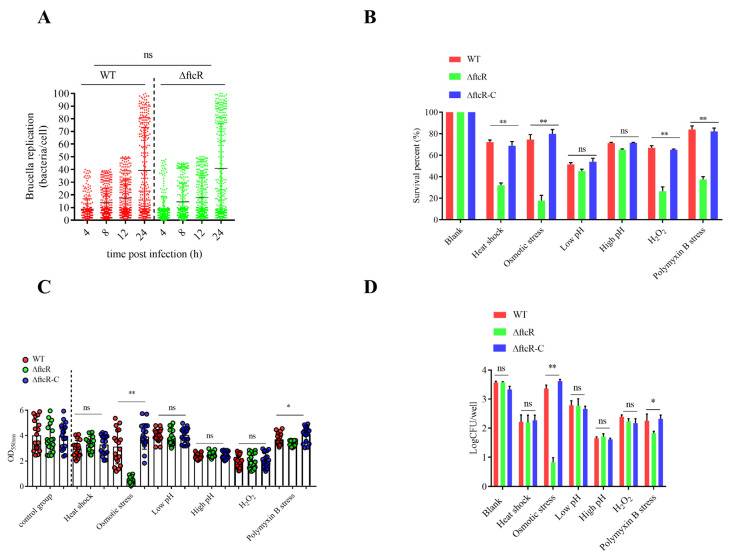 A
ns
WT
ΔftcR
Brucella replication
(bacteria/cell)
100
90
80
70
60
50
40
30
20
10
0
4
8
12
24
4
8
12
24
time post infection (h)
B
WT
ΔftcR
ΔftcR-C
Survival percent (%)
100
80
60
40
20
0
**
**
ns
ns
**
**
Blank
Heat shock
Osmotic stress
Low pH
High pH
H₂O₂
Polymyxin B stress
C
WT
ΔftcR
ΔftcR-C
6
4
2
0
ns
**
ns
ns
ns
*
control group
Heat shock
Osmotic stress
Low pH
High pH
H₂O₂
Polymyxin B stress
D
WT
ΔftcR
ΔftcR-C
LogCFU/well
4
3
2
1
0
ns
ns
**
ns
ns
ns
*
Blank
Heat shock
Osmotic stress
Low pH
High pH
H₂O₂
Polymyxin B stress